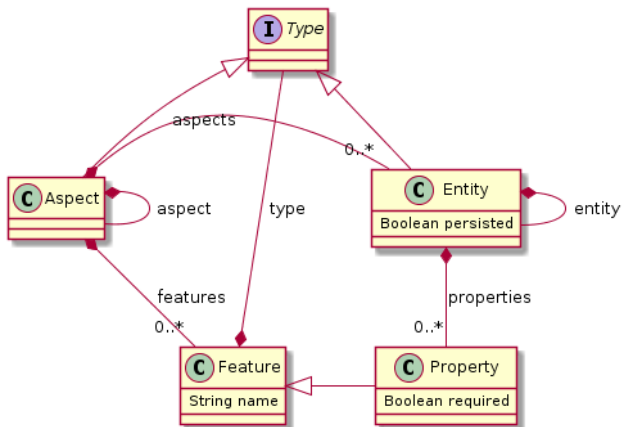 I Type
aspects
0..*
C Aspect
aspect
type
C Entity
Boolean persisted
entity
features
0..*
properties
0..*
C Feature
String name
C Property
Boolean required